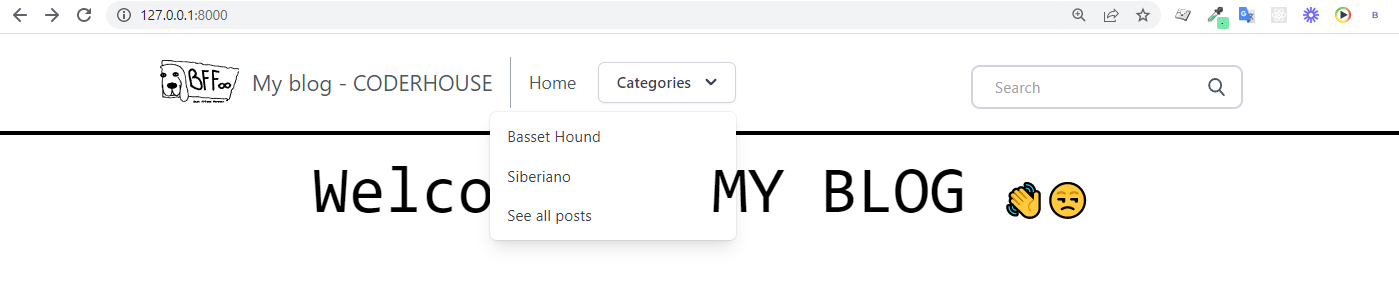 127.0.0.1:8000
BFF∞
My blog - CODERHOUSE
Home
Categories
Search
Basset Hound
Siberiano
See all posts
Welco MY BLOG 👏😒
B